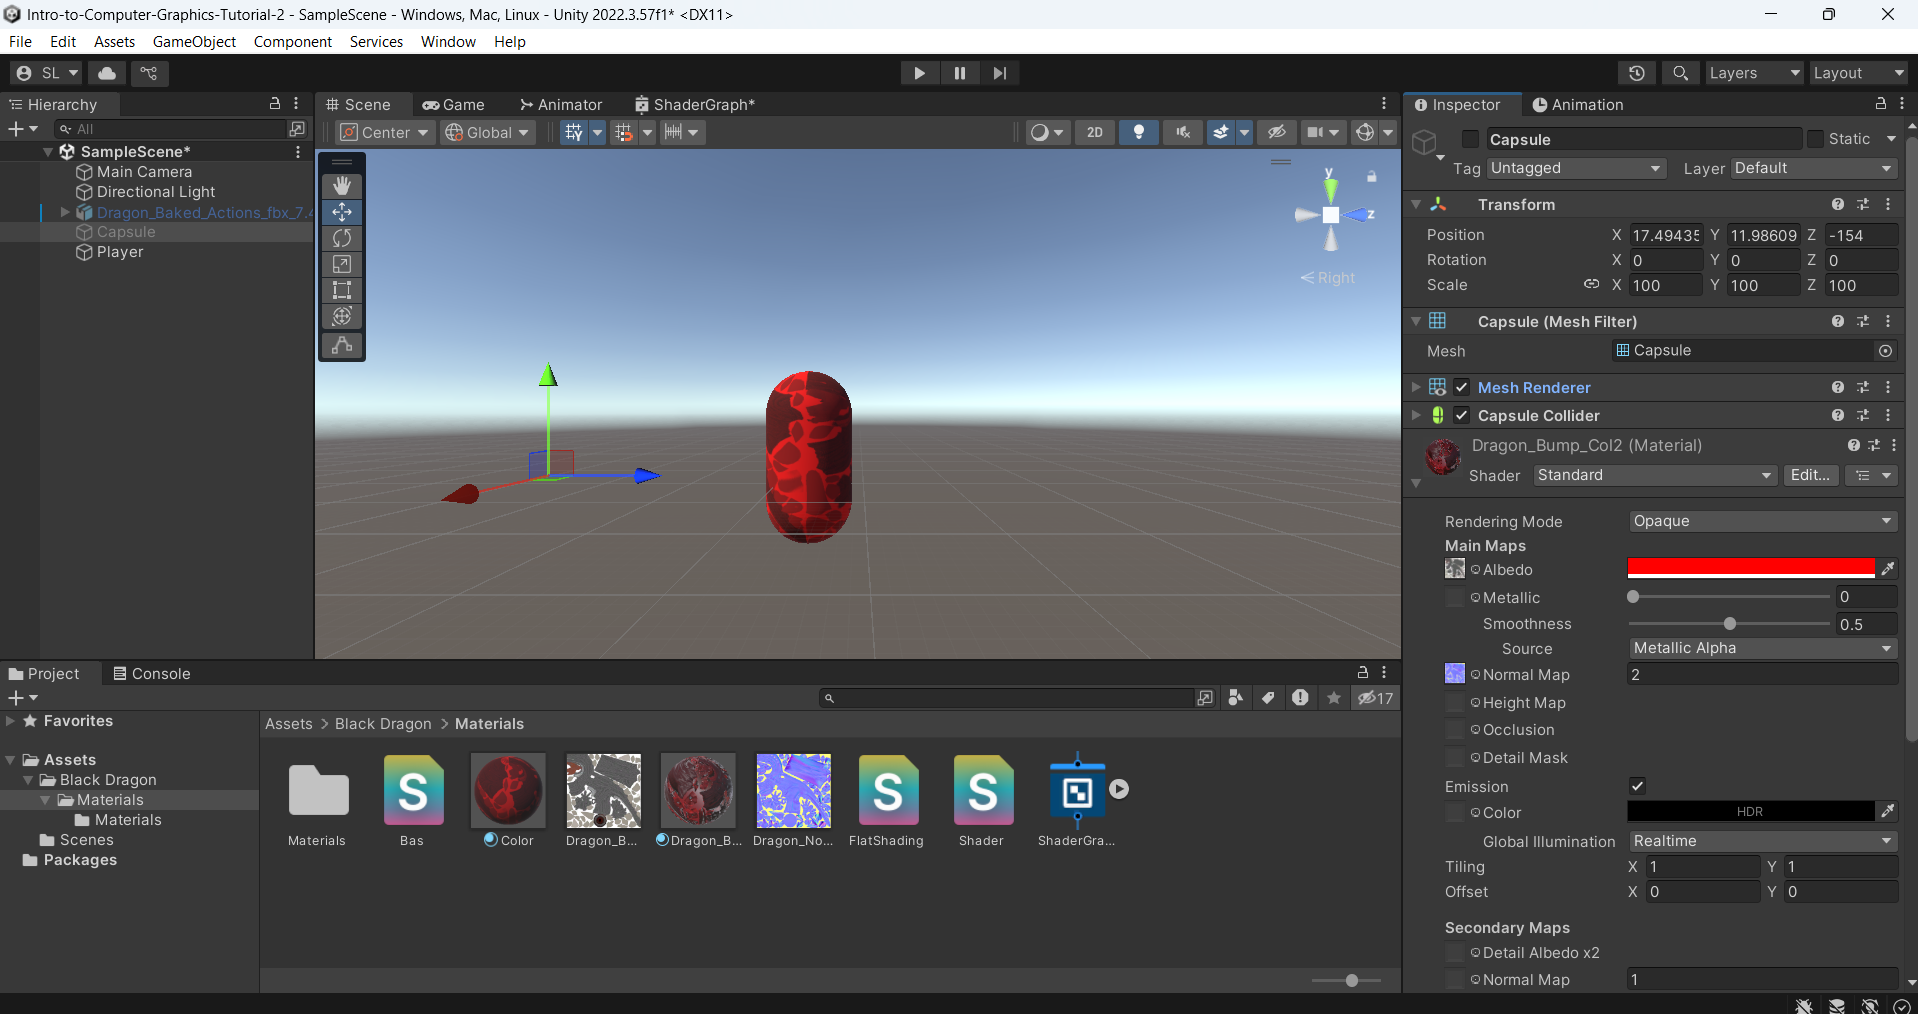 Intro-to-Computer-Graphics-Tutorial-2 - SampleScene - Windows, Mac, Linux - Unity 2022.3.57f1* <DX11>
File Edit Assets GameObject Component Services Window Help
SL Layers Layout
Hierarchy
All
SampleScene*
Main Camera
Directional Light
Dragon_Baked_Actions_fbx_7.4
Capsule
Player
Scene Game Animator ShaderGraph*
Center Global 2D
y
z
Right
Project Console
17
Favorites
Assets
Black Dragon
Materials
Materials
Scenes
Packages
Assets > Black Dragon > Materials
Materials Bas Color Dragon_B... Dragon_B... Dragon_No... FlatShading Shader ShaderGra...
Inspector Animation
Capsule Static
Tag Untagged Layer Default
Transform
Position X 17.49435 Y 11.98609 Z -154
Rotation X 0 Y 0 Z 0
Scale X 100 Y 100 Z 100
Capsule (Mesh Filter)
Mesh Capsule
Mesh Renderer
Capsule Collider
Dragon_Bump_Col2 (Material)
Shader Standard Edit...
Rendering Mode Opaque
Main Maps
Albedo
Metallic 0
Smoothness 0.5
Source Metallic Alpha
Normal Map 2
Height Map
Occlusion
Detail Mask
Emission
Color HDR
Global Illumination Realtime
Tiling X 1 Y 1
Offset X 0 Y 0
Secondary Maps
Detail Albedo x2
Normal Map 1